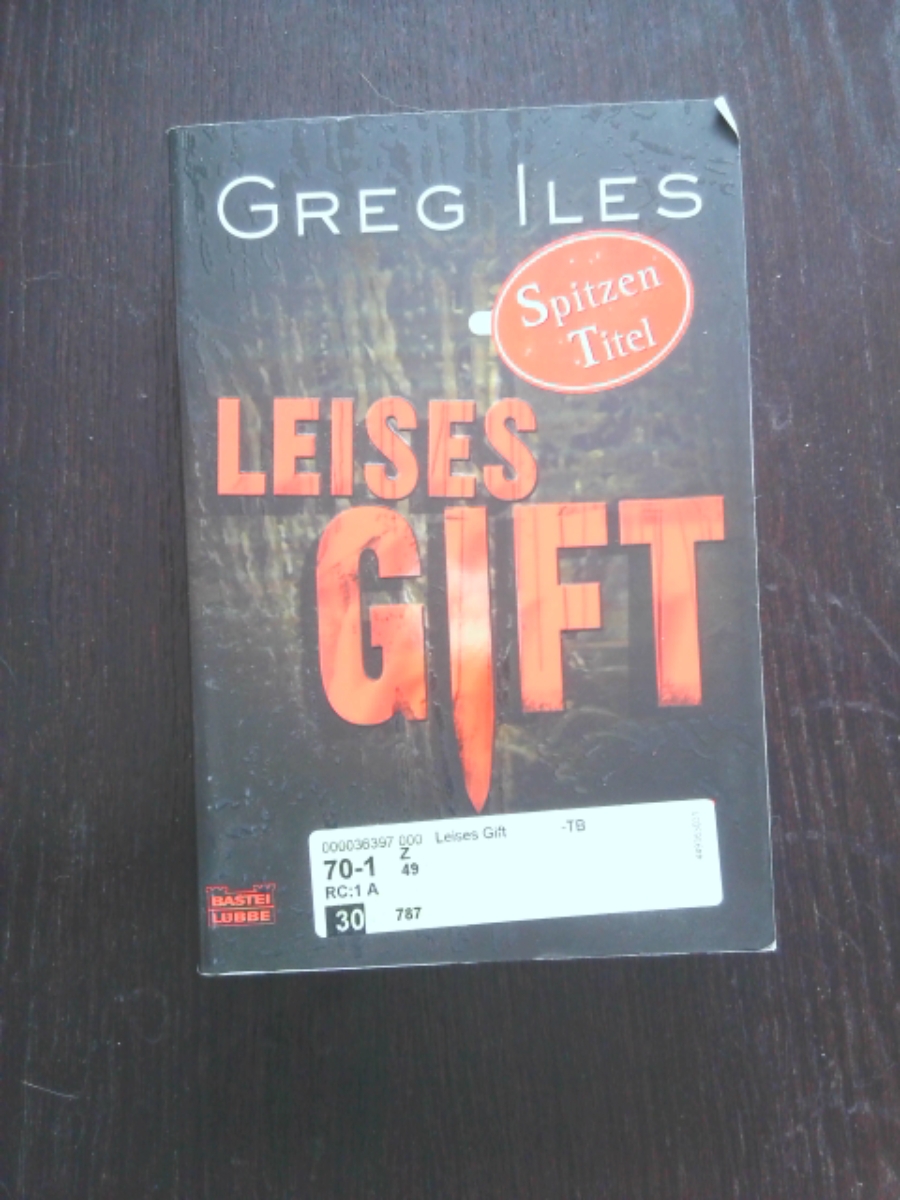 GREG ILES
Spitzen
Titel
LEISES
GIFT
000036397 000 Leises Gift -TB
70-1 Z
49
RC:1 A
30 787
BASTEI
LÜBBE